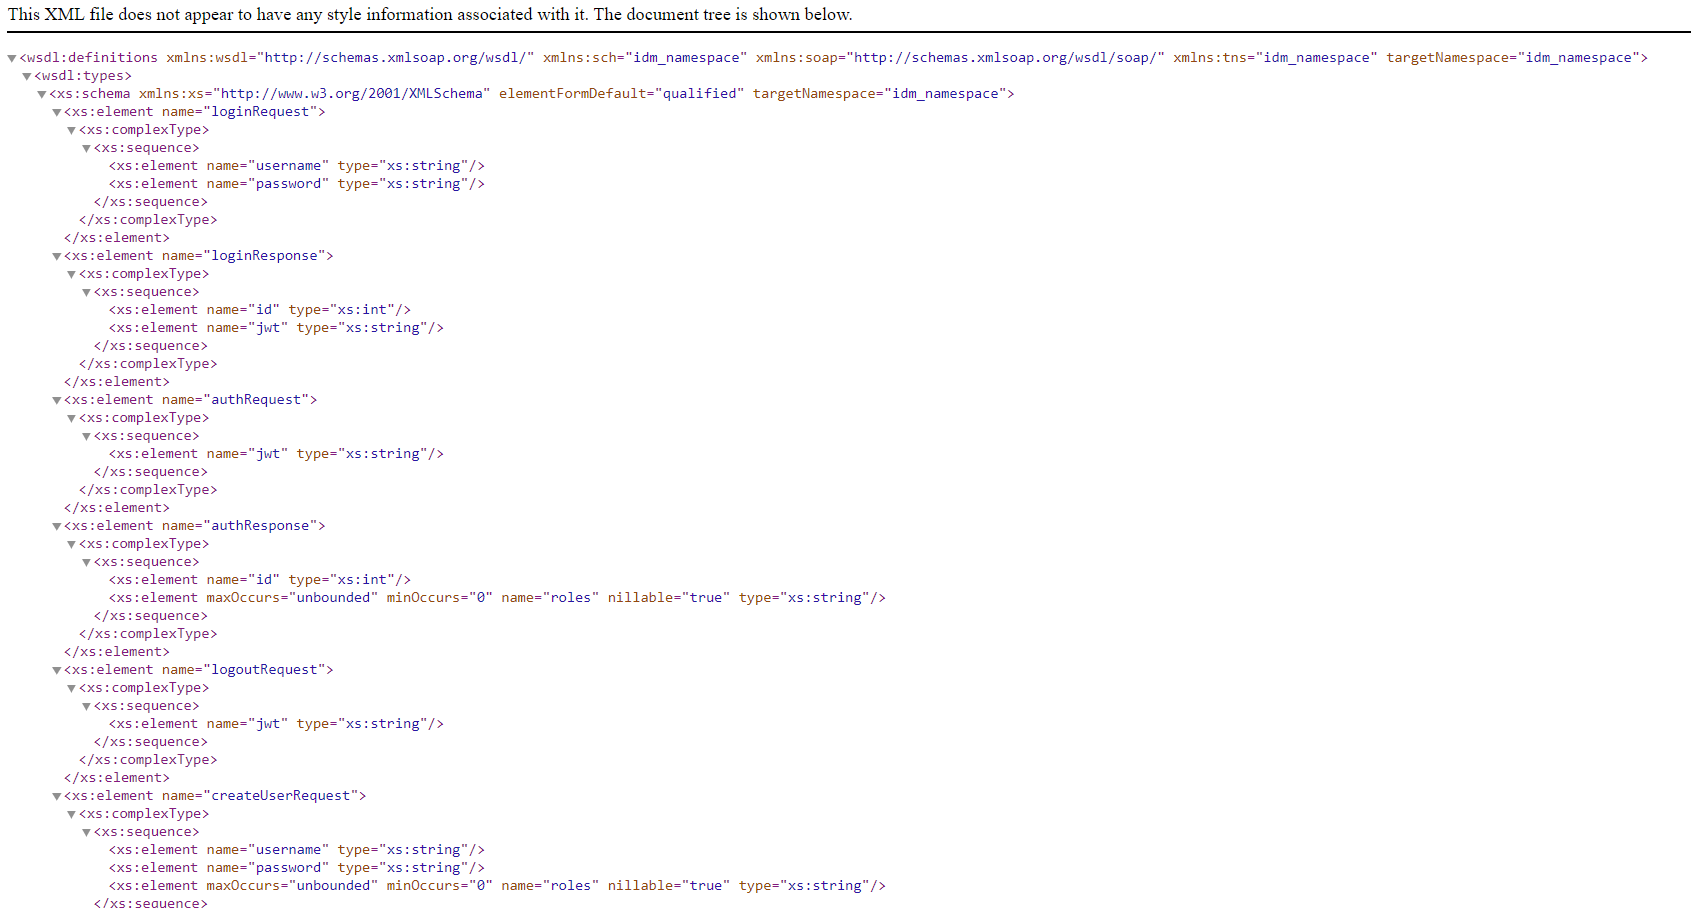 This XML file does not appear to have any style information associated with it. The document tree is shown below.
▼<wsdl:definitions xmlns:wsdl="http://schemas.xmlsoap.org/wsdl/" xmlns:sch="idm_namespace" xmlns:soap="http://schemas.xmlsoap.org/wsdl/soap/" xmlns:tns="idm_namespace" targetNamespace="idm_namespace">
▼<wsdl:types>
▼<xs:schema xmlns:xs="http://www.w3.org/2001/XMLSchema" elementFormDefault="qualified" targetNamespace="idm_namespace">
▼<xs:element name="loginRequest">
▼<xs:complexType>
▼<xs:sequence>
<xs:element name="username" type="xs:string"/>
<xs:element name="password" type="xs:string"/>
</xs:sequence>
</xs:complexType>
</xs:element>
▼<xs:element name="loginResponse">
▼<xs:complexType>
▼<xs:sequence>
<xs:element name="id" type="xs:int"/>
<xs:element name="jwt" type="xs:string"/>
</xs:sequence>
</xs:complexType>
</xs:element>
▼<xs:element name="authRequest">
▼<xs:complexType>
▼<xs:sequence>
<xs:element name="jwt" type="xs:string"/>
</xs:sequence>
</xs:complexType>
</xs:element>
▼<xs:element name="authResponse">
▼<xs:complexType>
▼<xs:sequence>
<xs:element name="id" type="xs:int"/>
<xs:element maxOccurs="unbounded" minOccurs="0" name="roles" nillable="true" type="xs:string"/>
</xs:sequence>
</xs:complexType>
</xs:element>
▼<xs:element name="logoutRequest">
▼<xs:complexType>
▼<xs:sequence>
<xs:element name="jwt" type="xs:string"/>
</xs:sequence>
</xs:complexType>
</xs:element>
▼<xs:element name="createUserRequest">
▼<xs:complexType>
▼<xs:sequence>
<xs:element name="username" type="xs:string"/>
<xs:element name="password" type="xs:string"/>
<xs:element maxOccurs="unbounded" minOccurs="0" name="roles" nillable="true" type="xs:string"/>
</xs:sequence>